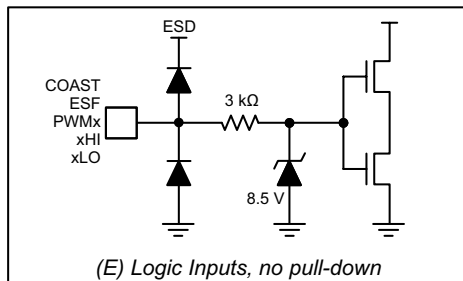 ESD
COAST
ESF
PWMx
xHI
xLO
3 kΩ
8.5 V
(E) Logic Inputs, no pull-down